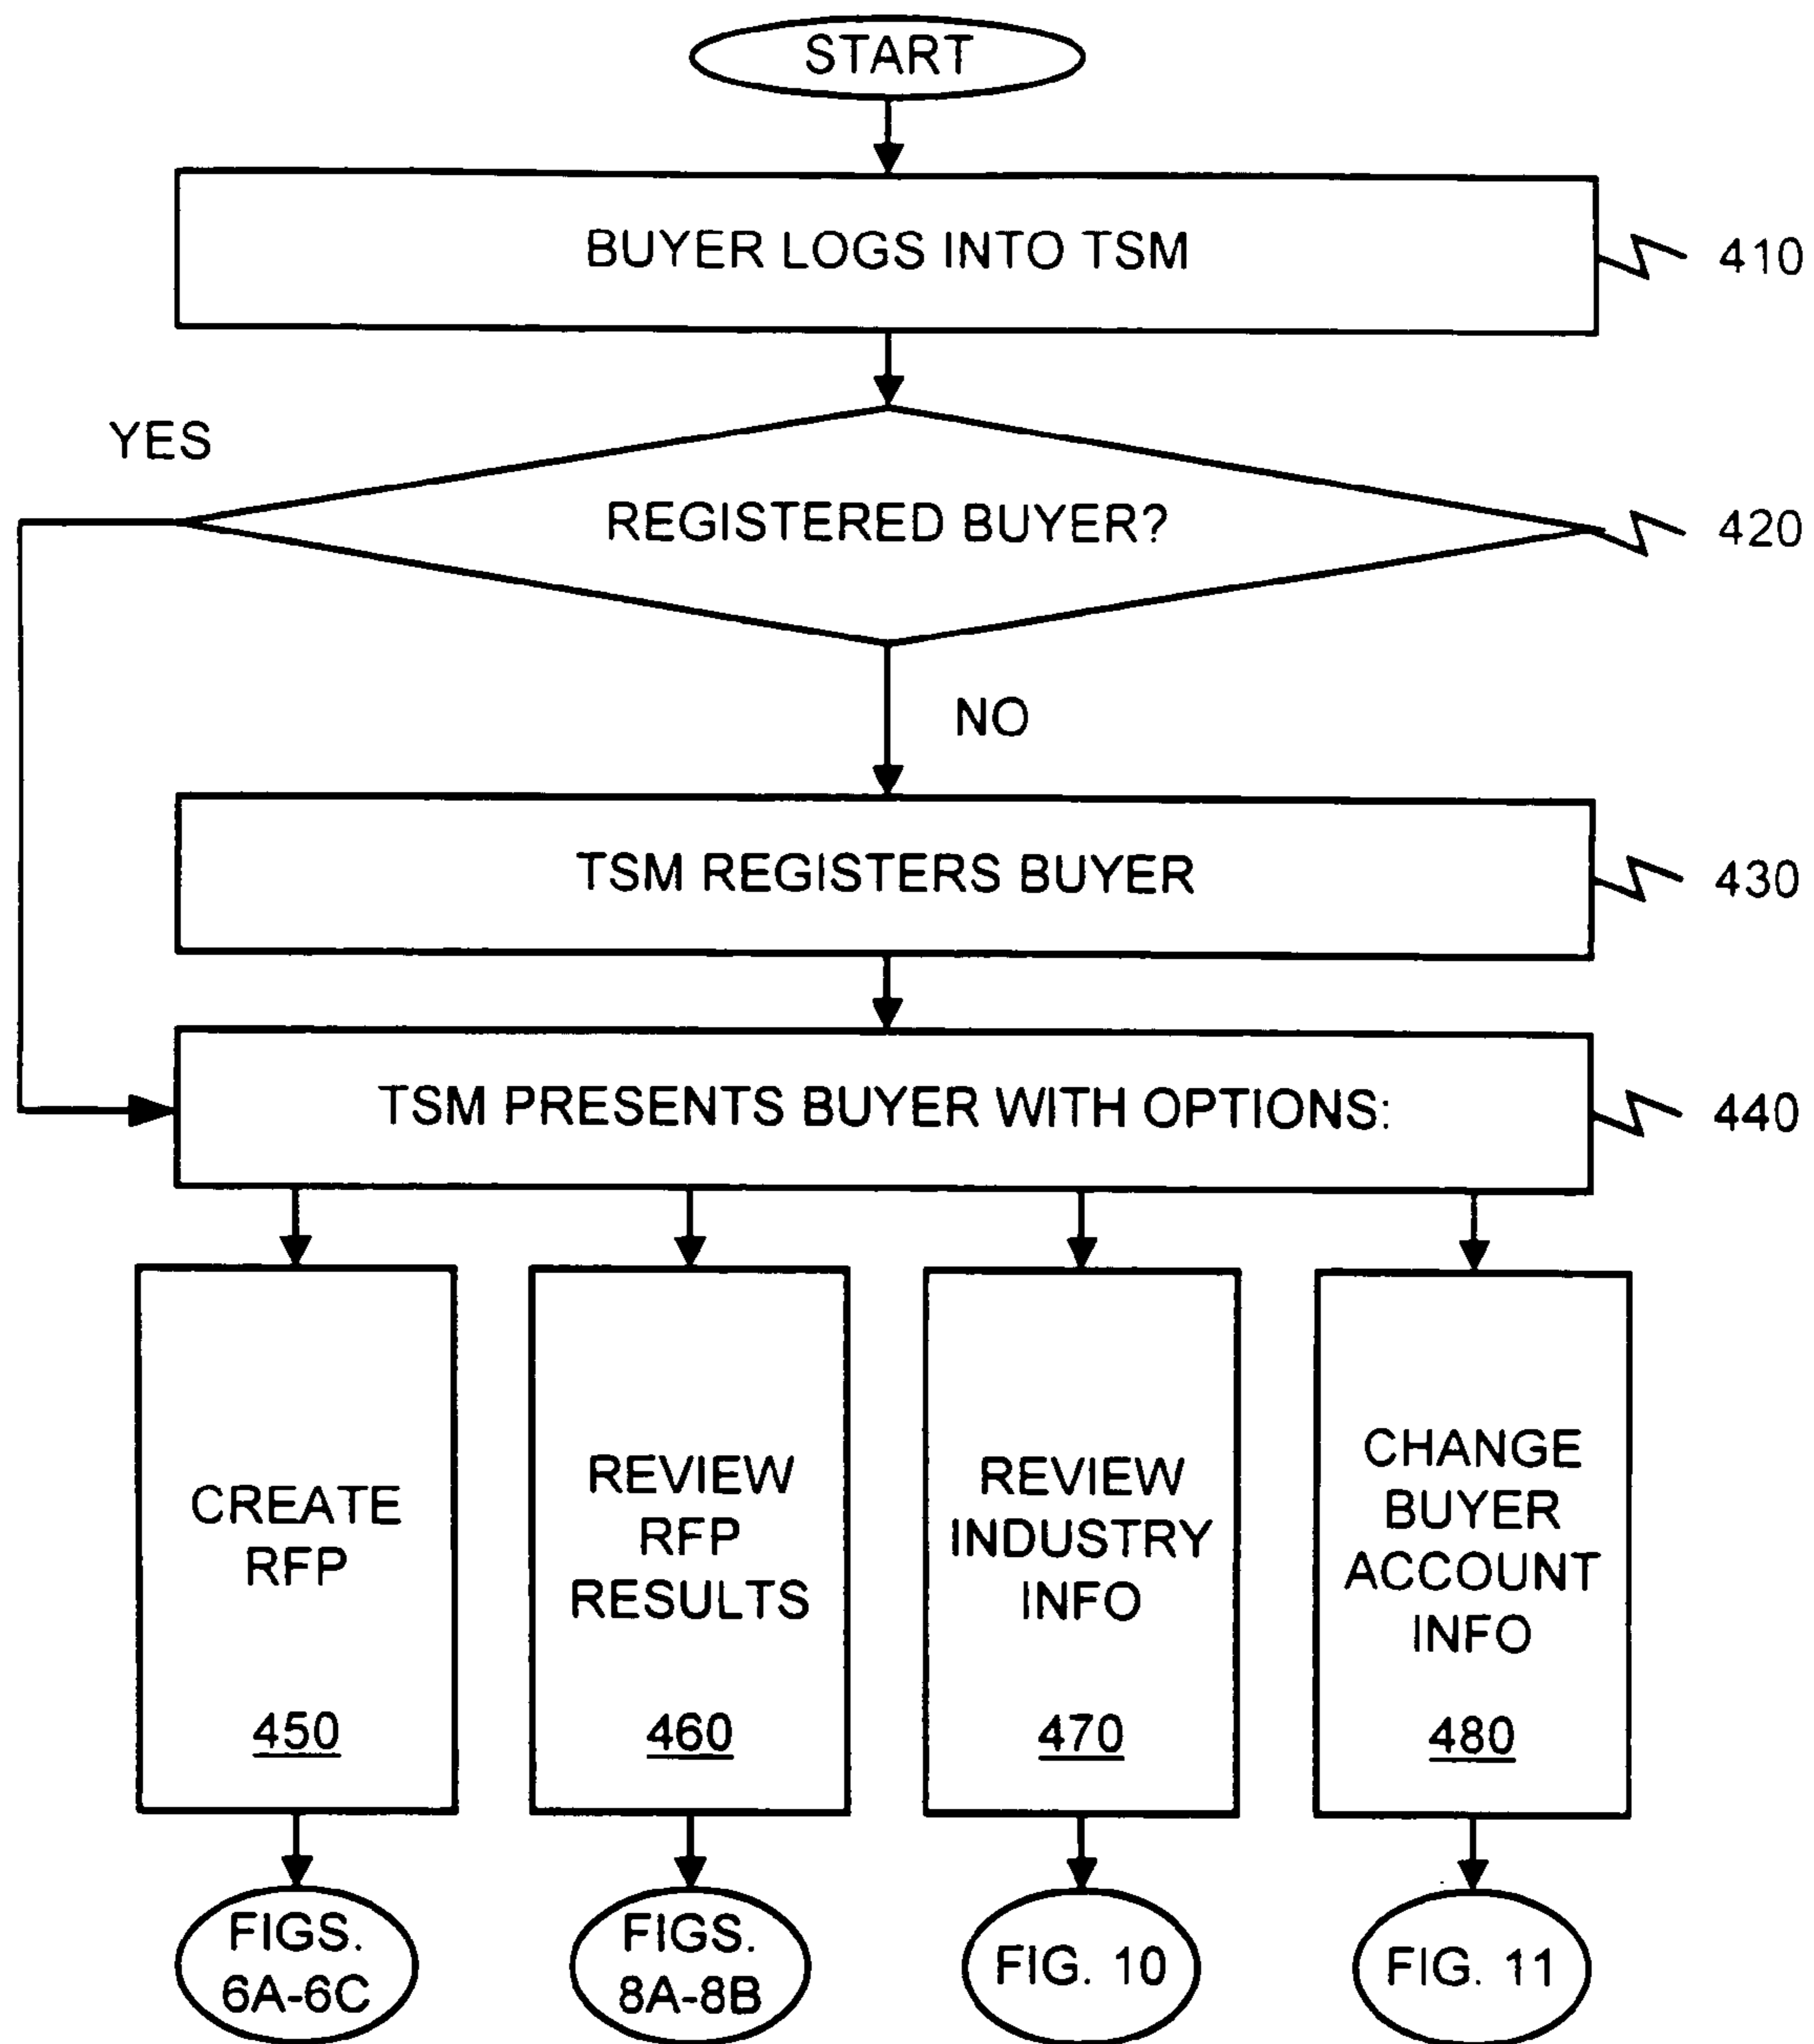 START
BUYER LOGS INTO TSM
410
YES
REGISTERED BUYER?
420
NO
TSM REGISTERS BUYER
430
TSM PRESENTS BUYER WITH OPTIONS:
440
CREATE
RFP
450
REVIEW
RFP
RESULTS
460
REVIEW
INDUSTRY
INFO
470
CHANGE
BUYER
ACCOUNT
INFO
480
FIGS.
6A-6C
FIGS.
8A-8B
FIG. 10
FIG. 11